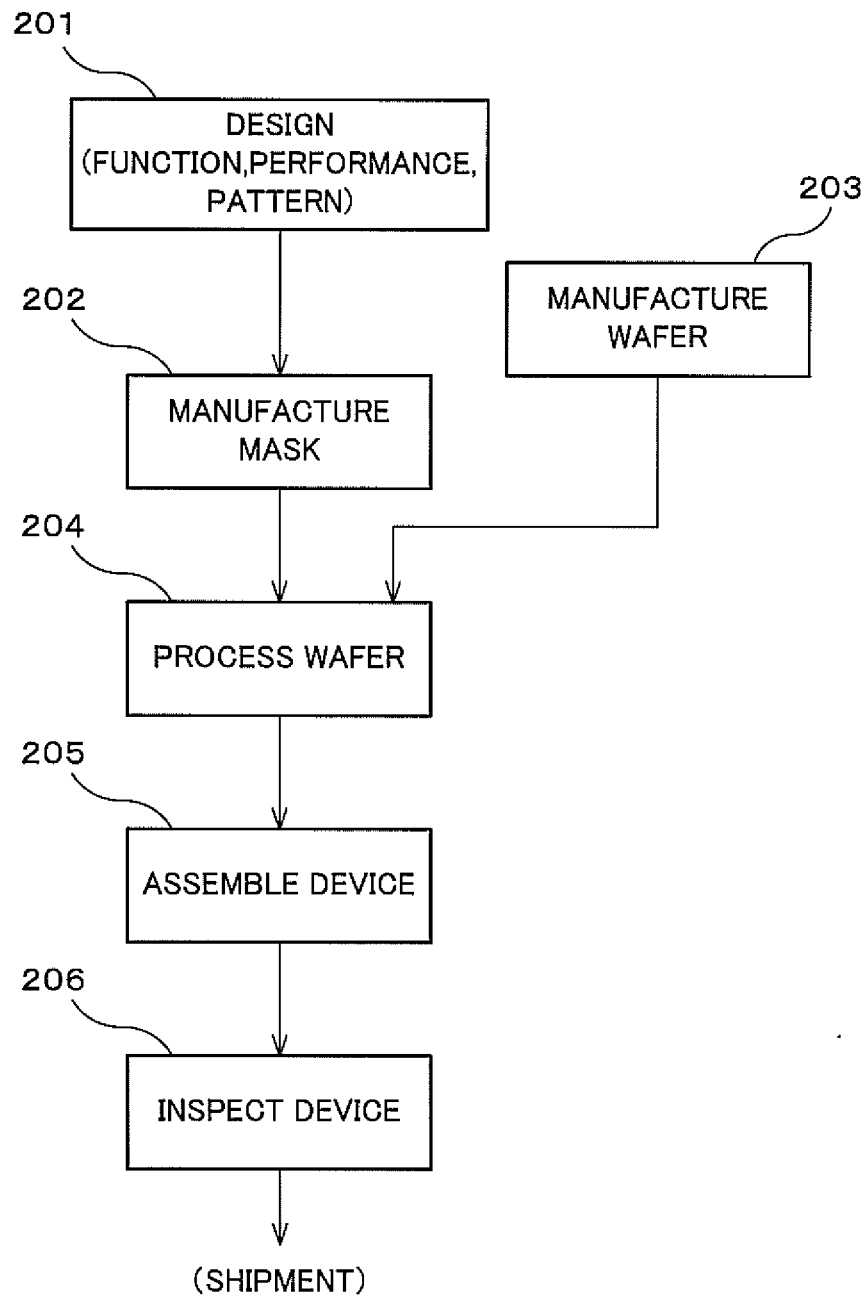 201
DESIGN
(FUNCTION,PERFORMANCE,
PATTERN)
203
MANUFACTURE
WAFER
202
MANUFACTURE
MASK
204
PROCESS WAFER
205
ASSEMBLE DEVICE
206
INSPECT DEVICE
(SHIPMENT)